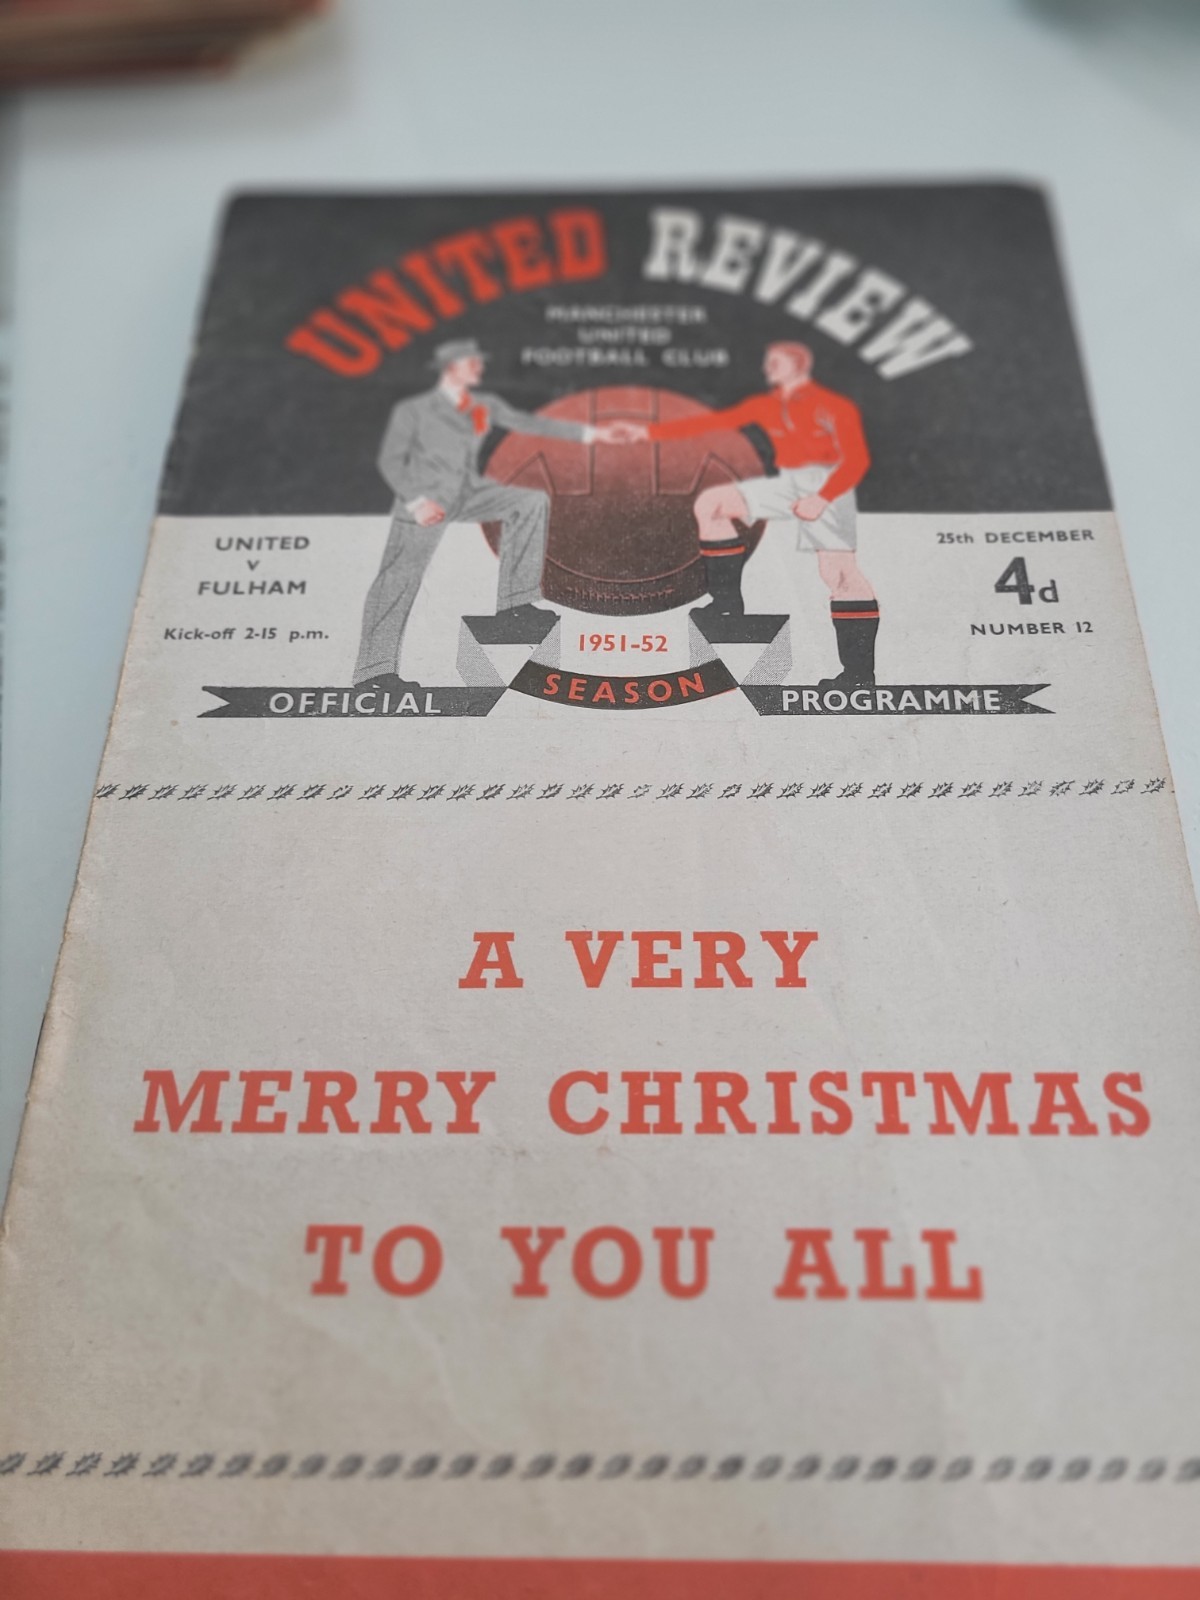 UNITED REVIEW
MANCHESTER
UNITED
FOOTBALL CLUB
UNITED
v
FULHAM
Kick-off 2-15 p.m.
25th DECEMBER
4d
NUMBER 12
1951-52
OFFICIAL SEASON PROGRAMME
A VERY
MERRY CHRISTMAS
TO YOU ALL